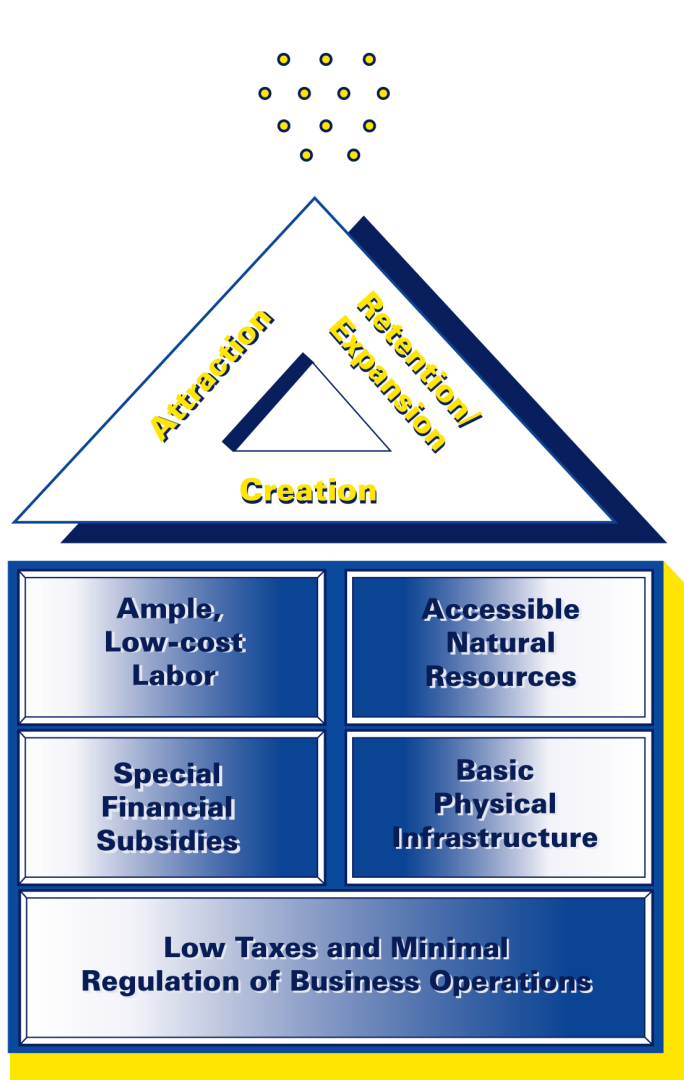 Attraction
Retention/
Expansion
Creation
Ample,
Low-cost
Labor
Accessible
Natural
Resources
Special
Financial
Subsidies
Basic
Physical
Infrastructure
Low Taxes and Minimal
Regulation of Business Operations